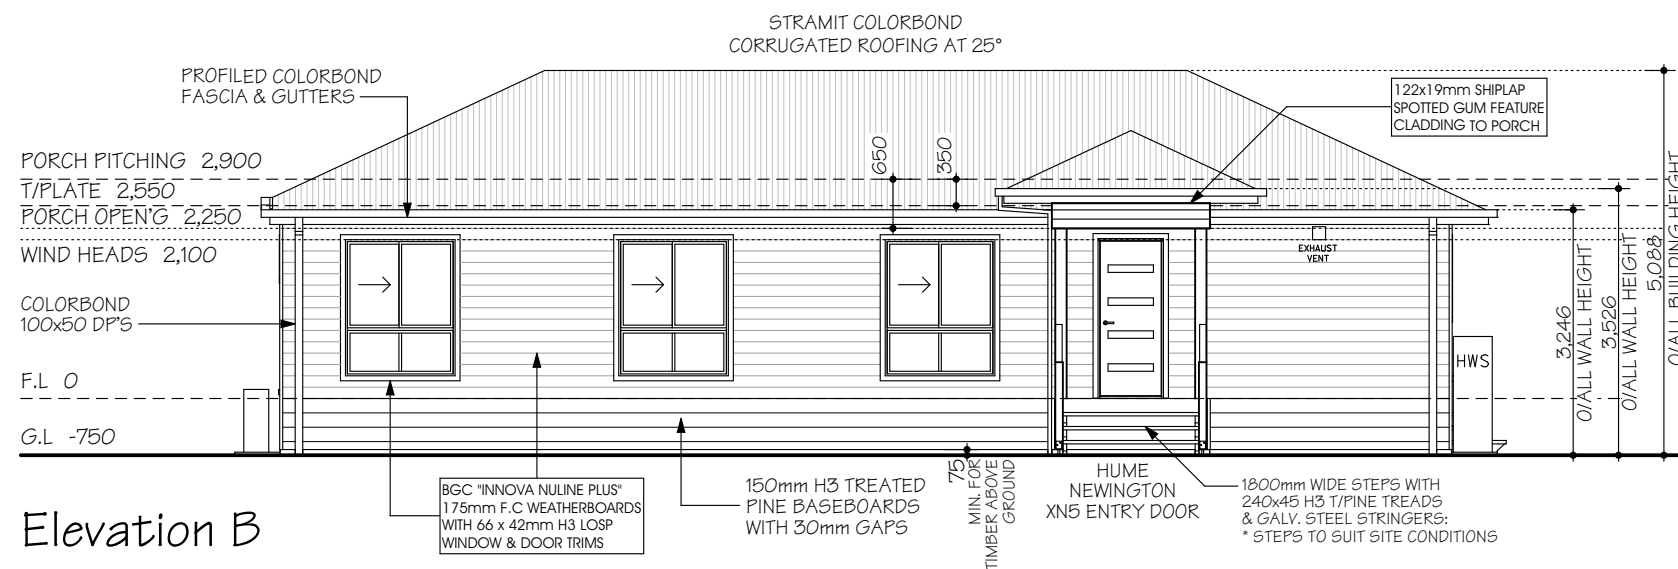 STRAMIT COLORBOND
CORRUGATED ROOFING AT 25°
PROFILED COLORBOND
FASCIA & GUTTERS
122x19mm SHIPLAP
SPOTTED GUM FEATURE
CLADDING TO PORCH
650
350
PORCH PITCHING 2,900
T/PLATE 2,550
PORCH OPEN'G 2,250
WIND HEADS 2,100
EXHAUST
VENT
COLORBOND
100x50 DP'S
3,246
O/ALL WALL HEIGHT
3,526
O/ALL WALL HEIGHT
5,088
O/ALL BUILDING HEIGHT
HWS
F.L 0
G.L -750
BGC "INNOVA NULINE PLUS"
175mm F.C WEATHERBOARDS
WITH 66 x 42mm H3 LOSP
WINDOW & DOOR TRIMS
150mm H3 TREATED
PINE BASEBOARDS
WITH 30mm GAPS
75
MIN. FOR
TIMBER ABOVE
GROUND
HUME
NEWINGTON
XN5 ENTRY DOOR
1800mm WIDE STEPS WITH
240x45 H3 T/PINE TREADS
& GALV. STEEL STRINGERS:
* STEPS TO SUIT SITE CONDITIONS
Elevation B